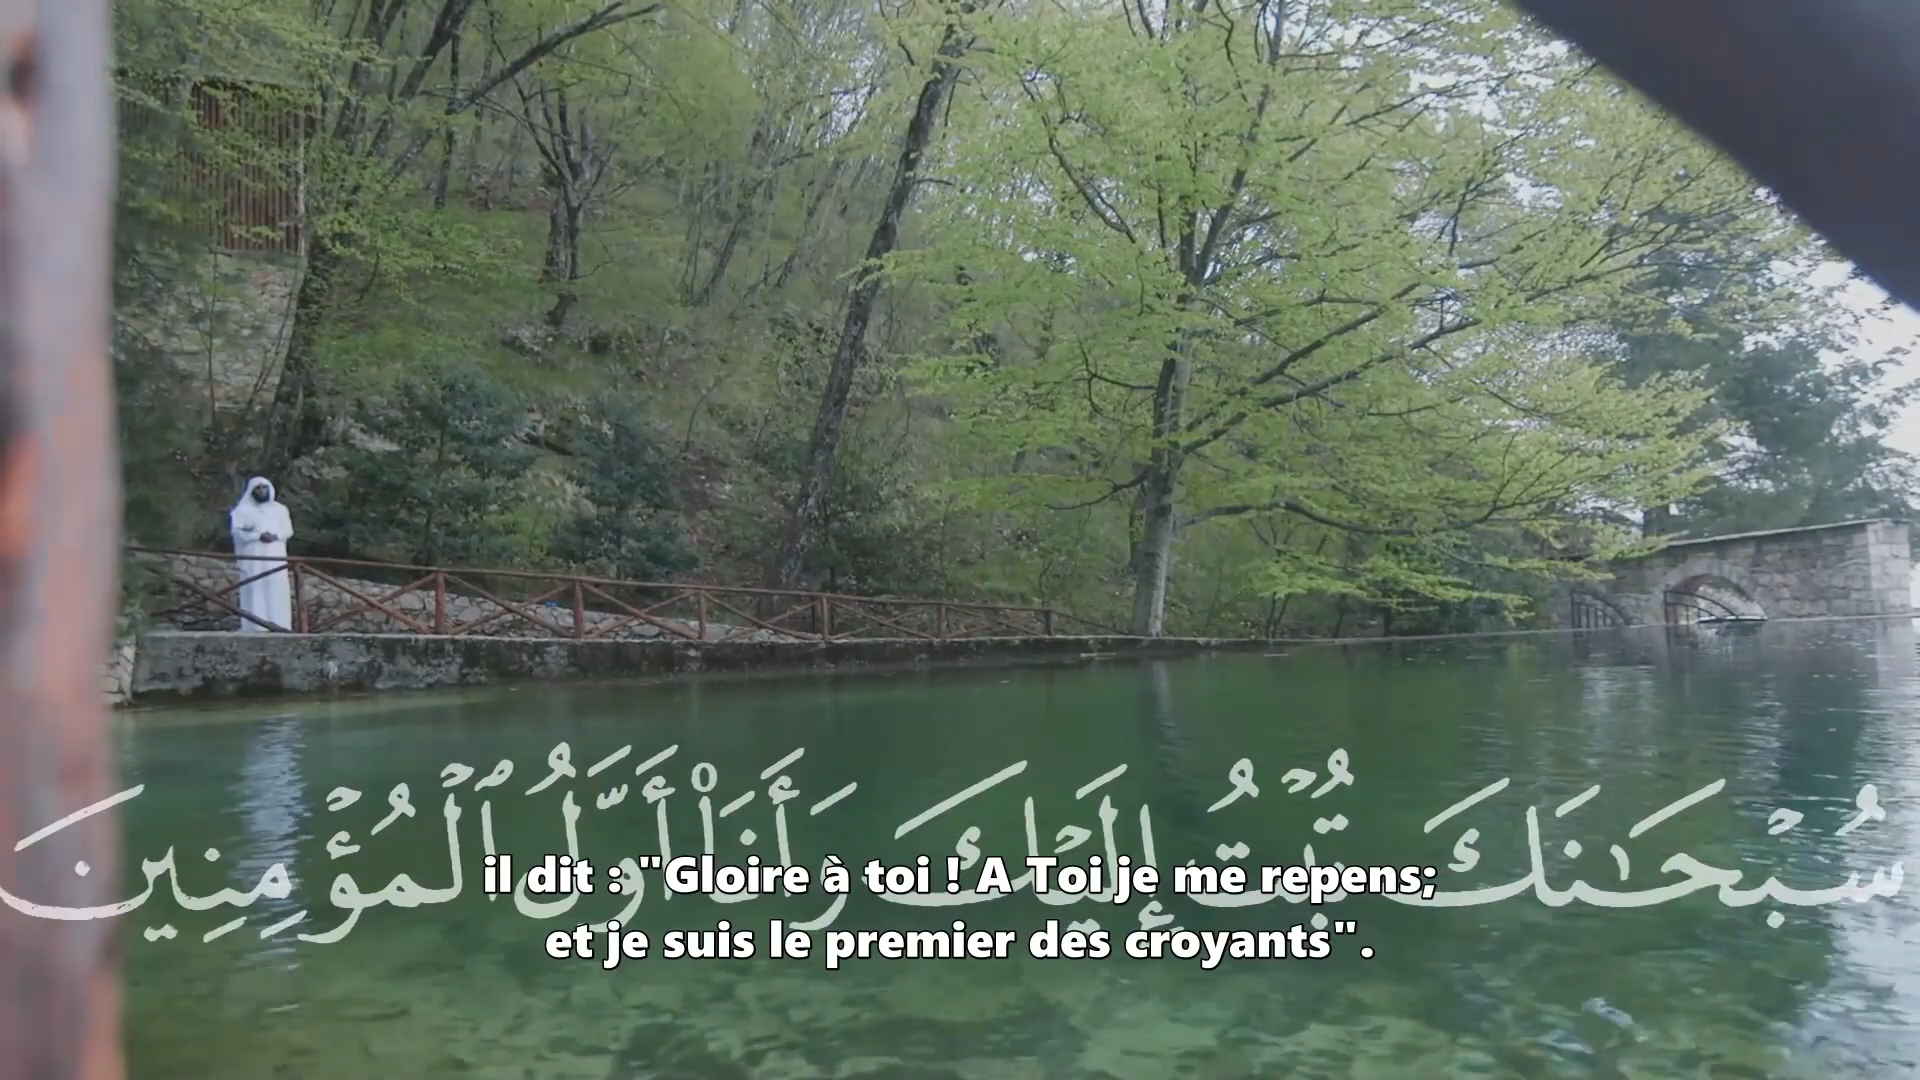 سُبْحَـٰنَكَ تُبْتُ إِلَيْكَ وَأَنَا۠ أَوَّلُ ٱلْمُؤْمِنِينَ
il dit : "Gloire à toi ! A Toi je me repens;
et je suis le premier des croyants".